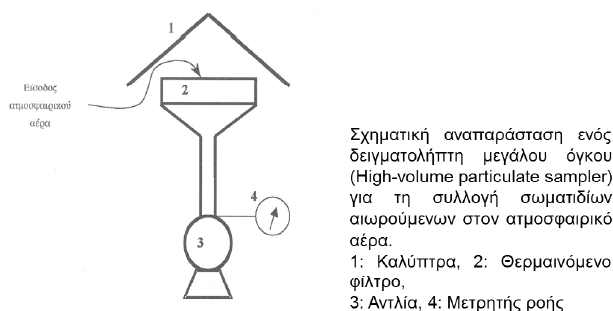 1
Είσοδος
ατμοσφαιρικού
αέρα
2
4
3
Σχηματική αναπαράσταση ενός
δειγματολήπτη μεγάλου όγκου
(High-volume particulate sampler)
για τη συλλογή σωματιδίων
αιωρούμενων στον ατμοσφαιρικό
αέρα.
1: Καλύπτρα, 2: Θερμαινόμενο
φίλτρο,
3: Αντλία, 4: Μετρητής ροής